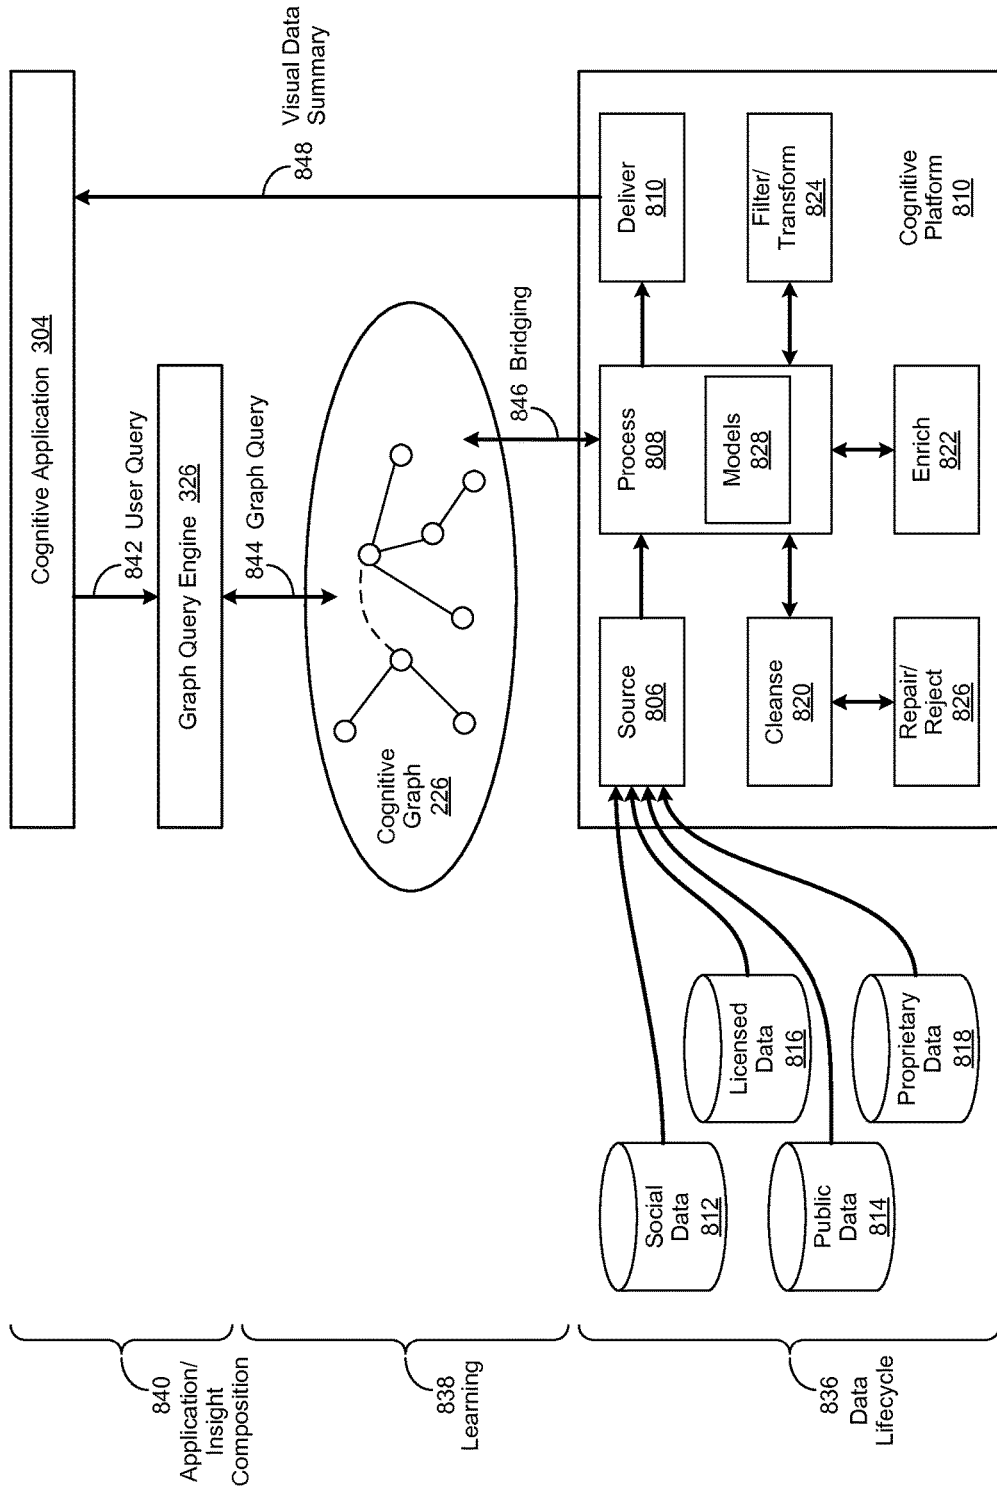 840
Application/
Insight
Composition
Cognitive Application 304
842 User Query
Graph Query Engine 326
844 Graph Query
848 Visual Data
Summary
838
Learning
Cognitive
Graph
226
846 Bridging
836
Data
Lifecycle
Social
Data
812
Licensed
Data
816
Public
Data
814
Proprietary
Data
818
Source
806
Process
808
Models
828
Deliver
810
Cleanse
820
Filter/
Transform
824
Repair/
Reject
826
Enrich
822
Cognitive
Platform
810